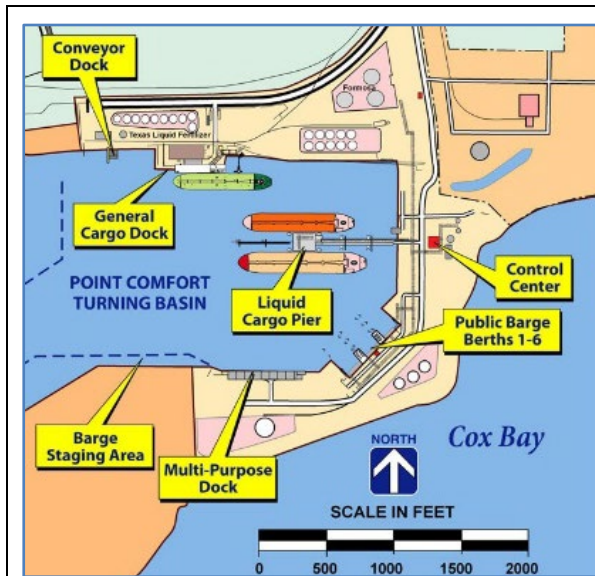 Conveyor
Dock
Formosa
Texas Liquid Fertilizer
General
Cargo Dock
POINT COMFORT
TURNING BASIN
Liquid
Cargo Pier
Control
Center
Public Barge
Berths 1-6
Barge
Staging Area
Multi-Purpose
Dock
NORTH
Cox Bay
SCALE IN FEET
0 500 1000 1500 2000